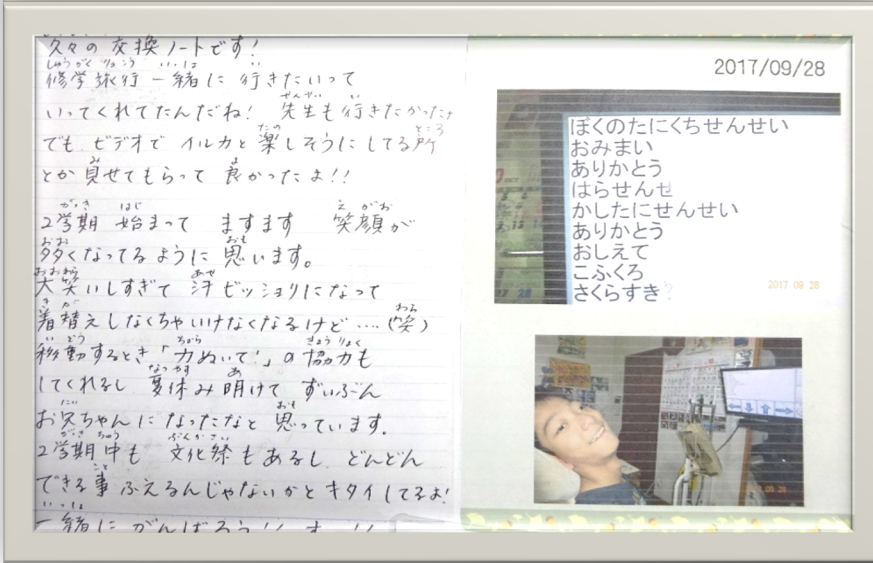 久々の交換ノートです!
修学旅行 一緒に 行きたいって
いってくれてたんだね! 先生も行きたかった
でも ビデオで イルカと楽しそうにしてる所
とか 見せてもらって 良かったよ!!
2学期 始まって ますます 笑顔が
多くなってるように 思います。
大笑いしすぎて 汗ビッショリになって
着替えしなくちゃいけなくなるけど…(笑)
移動するとき「力ぬいて!」の協力も
してくれるし 夏休み明けて ずいぶん
お兄ちゃんになったなと 思っています。
2学期中も 文化祭もあるし どんどん
できる事 ふえるんじゃないかとキタイしてるよ!
一緒にがんばろう!
2017/09/28
ぼくのたにくちせんせい
おみまい
ありかとう
はらせんせ
かしたにせんせい
ありかとう
おしえて
こふくろ
さくらすき?
2017 09 28